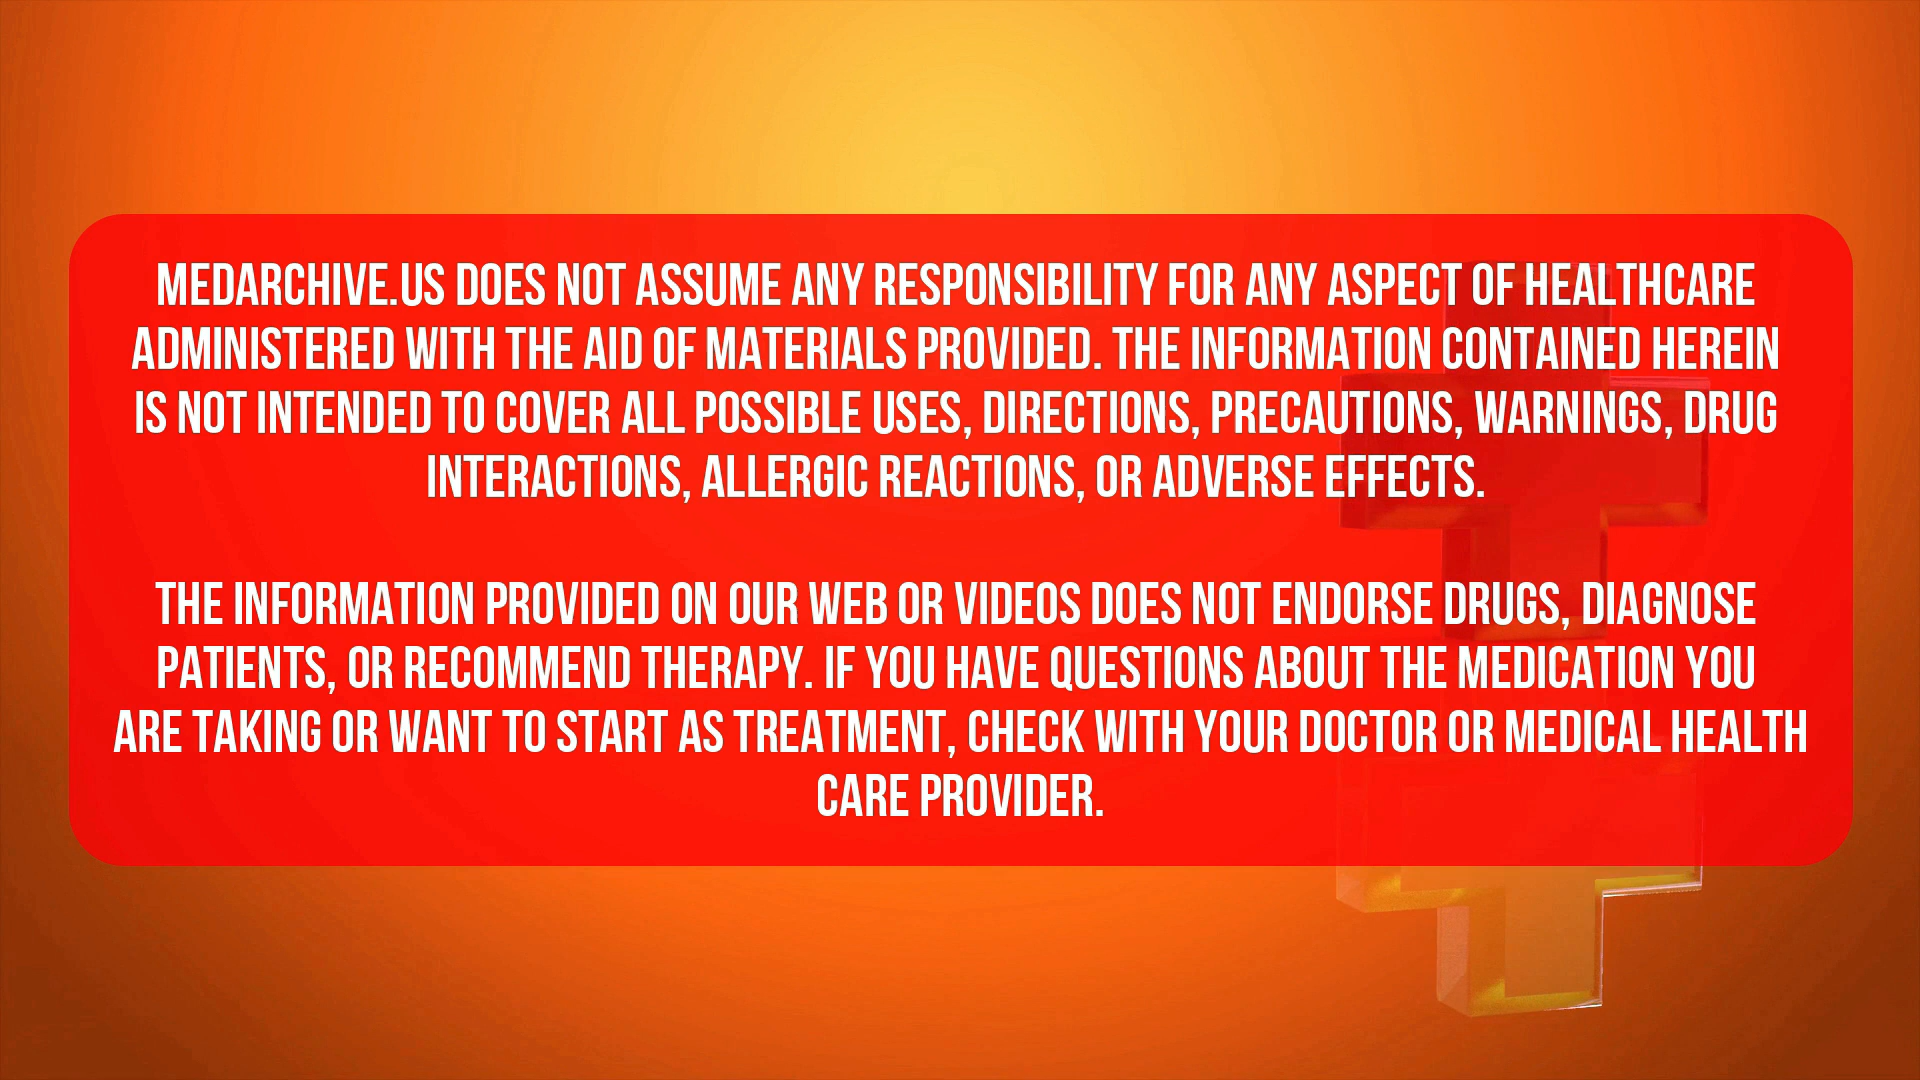 MEDARCHIVE.US DOES NOT ASSUME ANY RESPONSIBILITY FOR ANY ASPECT OF HEALTHCARE
ADMINISTERED WITH THE AID OF MATERIALS PROVIDED. THE INFORMATION CONTAINED HEREIN
IS NOT INTENDED TO COVER ALL POSSIBLE USES, DIRECTIONS, PRECAUTIONS, WARNINGS, DRUG
INTERACTIONS, ALLERGIC REACTIONS, OR ADVERSE EFFECTS.
THE INFORMATION PROVIDED ON OUR WEB OR VIDEOS DOES NOT ENDORSE DRUGS, DIAGNOSE
PATIENTS, OR RECOMMEND THERAPY. IF YOU HAVE QUESTIONS ABOUT THE MEDICATION YOU
ARE TAKING OR WANT TO START AS TREATMENT, CHECK WITH YOUR DOCTOR OR MEDICAL HEALTH
CARE PROVIDER.